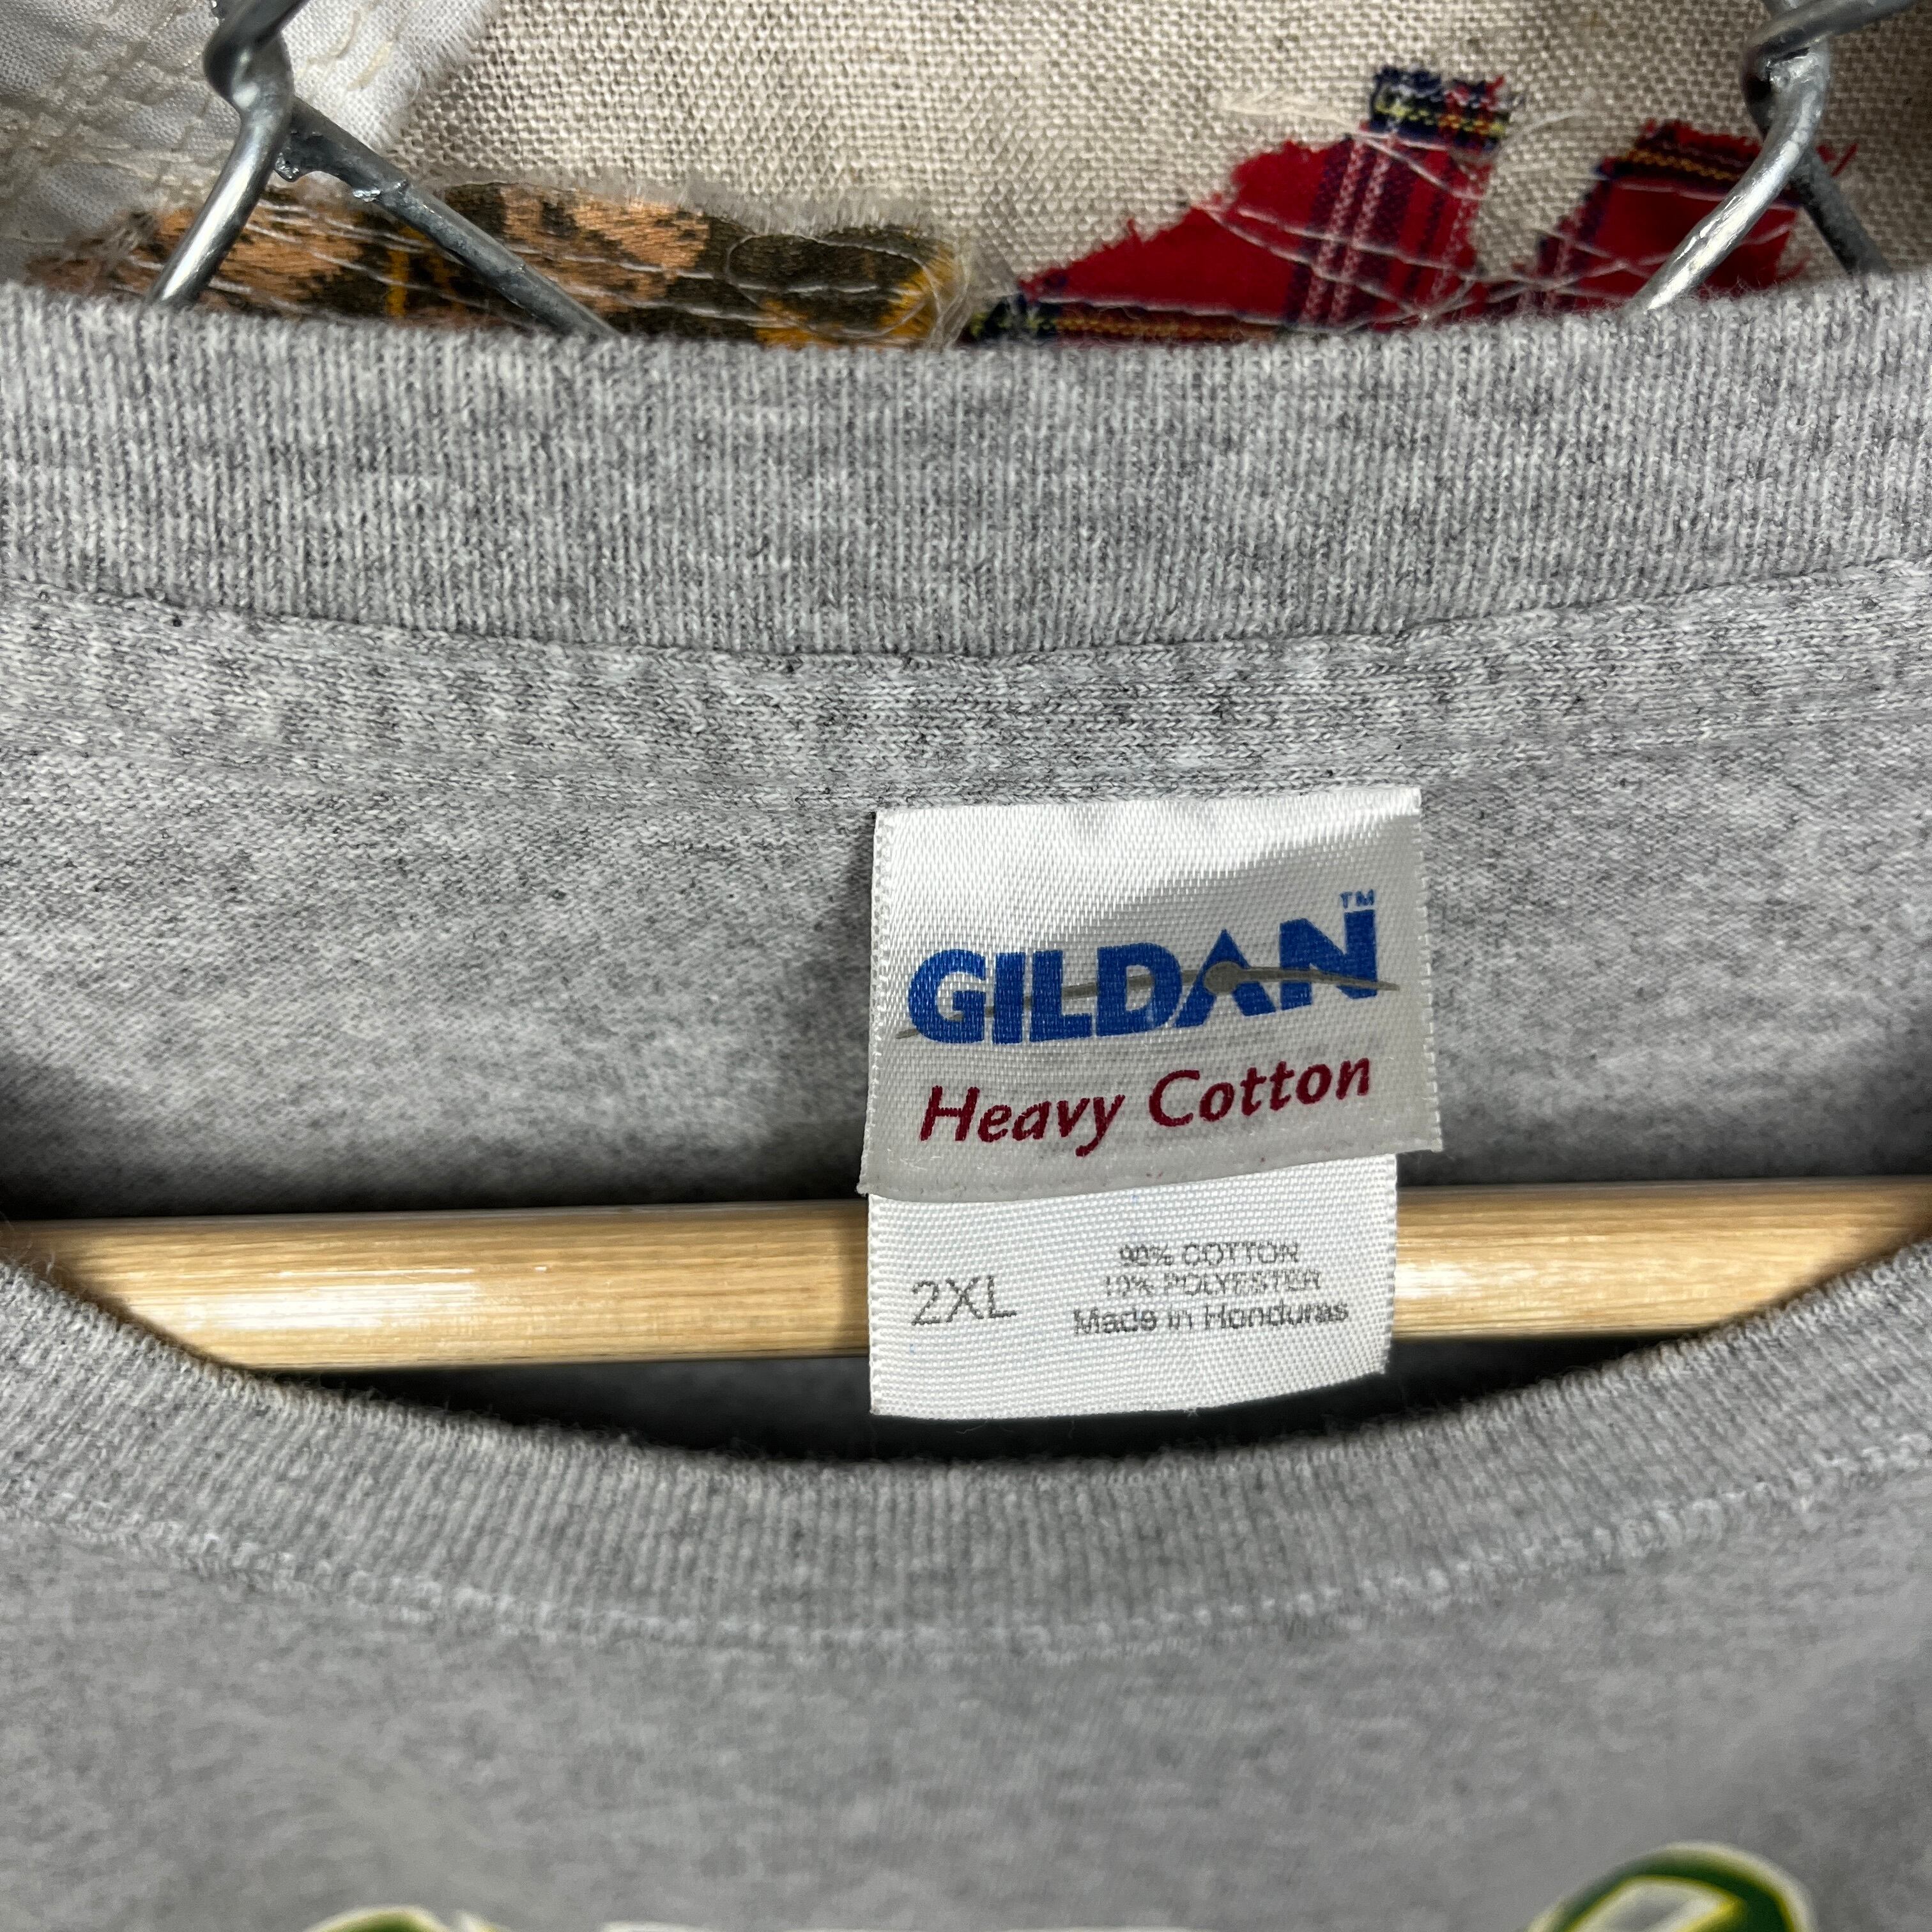 GILDAN™
Heavy Cotton
2XL
90% COTTON
10% POLYESTER
Made in Honduras